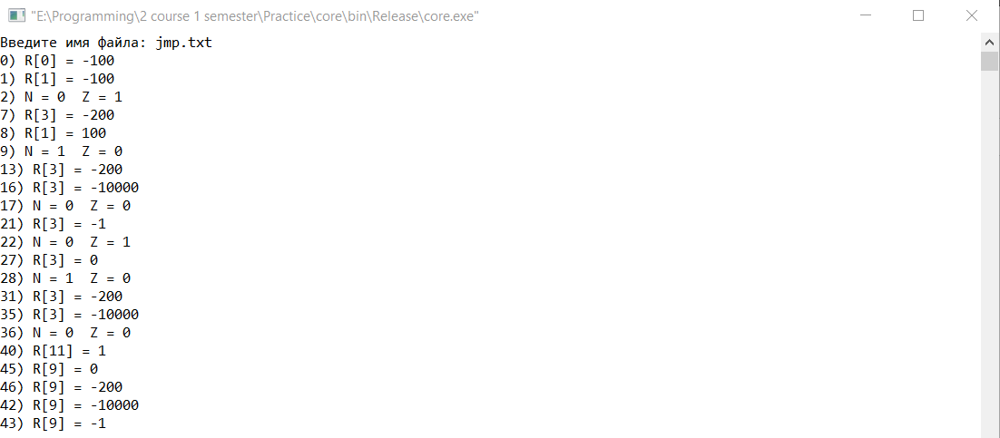 "E:\Programming\2 course 1 semester\Practice\core\bin\Release\core.exe"
Введите имя файла: jmp.txt
0) R[0] = -100
1) R[1] = -100
2) N = 0  Z = 1
7) R[3] = -200
8) R[1] = 100
9) N = 1  Z = 0
13) R[3] = -200
16) R[3] = -10000
17) N = 0  Z = 0
21) R[3] = -1
22) N = 0  Z = 1
27) R[3] = 0
28) N = 1  Z = 0
31) R[3] = -200
35) R[3] = -10000
36) N = 0  Z = 0
40) R[11] = 1
45) R[9] = 0
46) R[9] = -200
42) R[9] = -10000
43) R[9] = -1